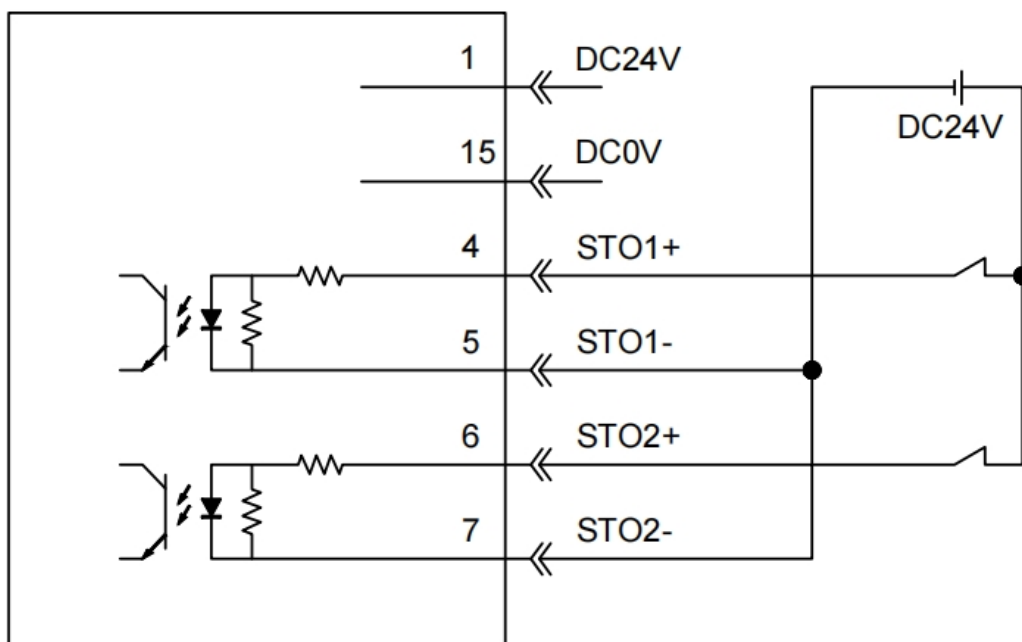 1 DC24V
DC24V
15 DC0V
4 STO1+
5 STO1-
6 STO2+
7 STO2-